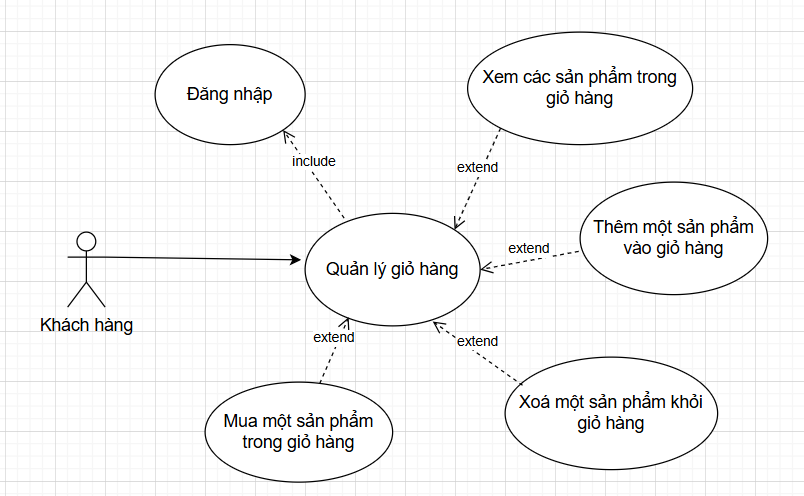 Đăng nhập
Xem các sản phẩm trong
giỏ hàng
include
extend
Thêm một sản phẩm
vào giỏ hàng
extend
Quản lý giỏ hàng
Khách hàng
extend
extend
Mua một sản phẩm
trong giỏ hàng
Xoá một sản phẩm khỏi
giỏ hàng